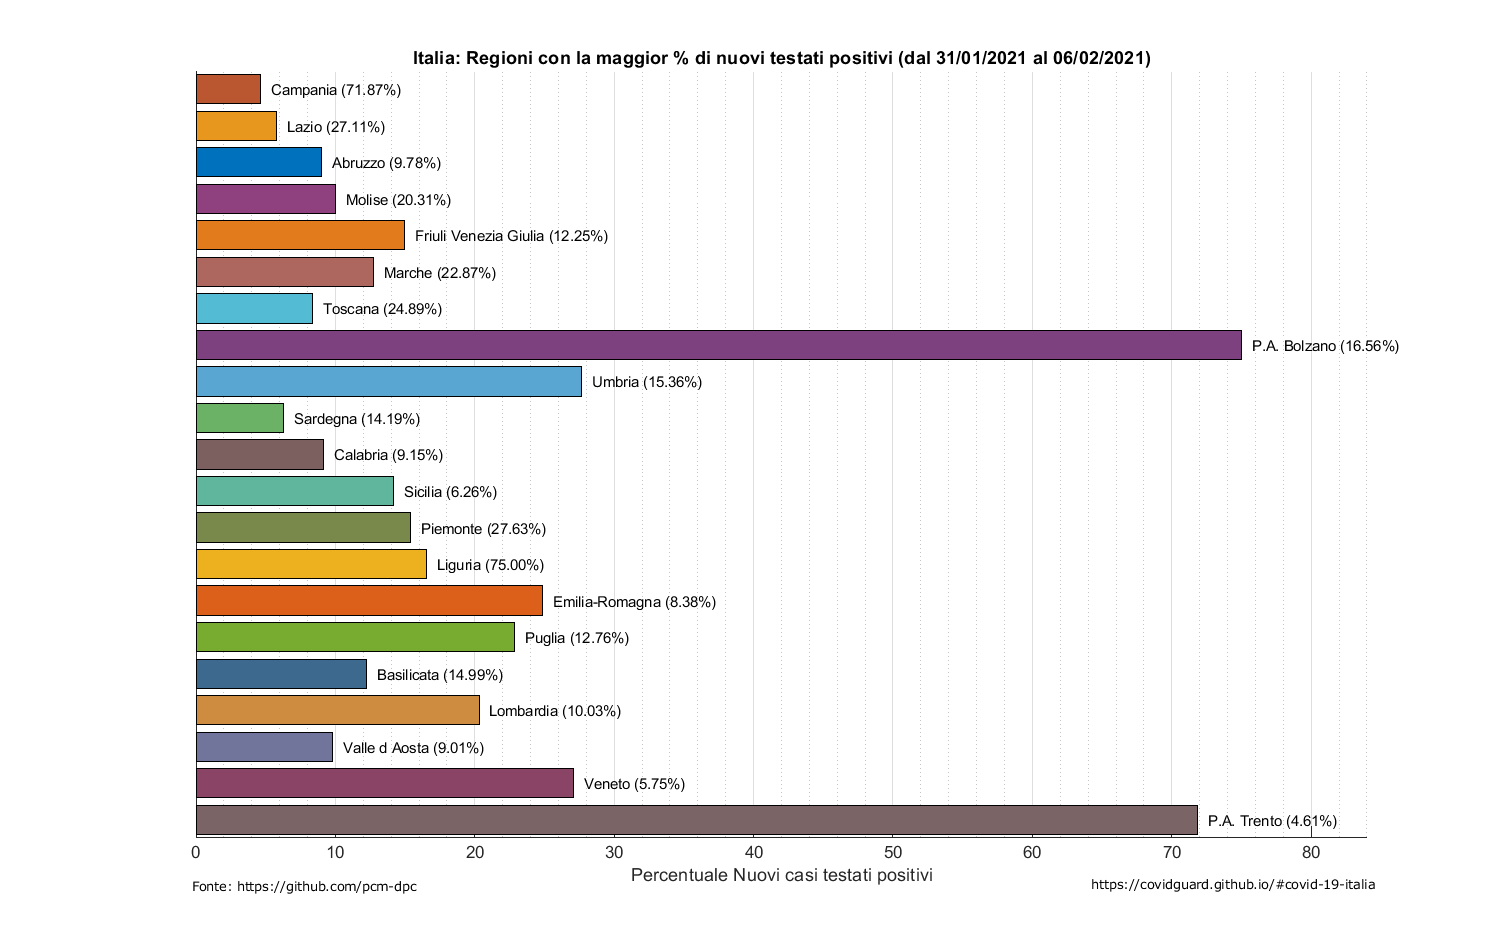 Italia: Regioni con la maggior % di nuovi testati positivi (dal 31/01/2021 al 06/02/2021)
Campania (71.87%)
Lazio (27.11%)
Abruzzo (9.78%)
Molise (20.31%)
Friuli Venezia Giulia (12.25%)
Marche (22.87%)
Toscana (24.89%)
P.A. Bolzano (16.56%)
Umbria (15.36%)
Sardegna (14.19%)
Calabria (9.15%)
Sicilia (6.26%)
Piemonte (27.63%)
Liguria (75.00%)
Emilia-Romagna (8.38%)
Puglia (12.76%)
Basilicata (14.99%)
Lombardia (10.03%)
Valle d Aosta (9.01%)
Veneto (5.75%)
P.A. Trento (4.61%)
0 10 20 30 40 50 60 70 80
Percentuale Nuovi casi testati positivi
Fonte: https://github.com/pcm-dpc
https://covidguard.github.io/#covid-19-italia